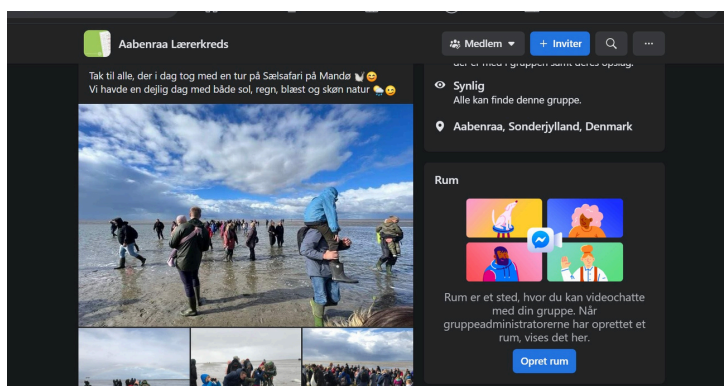 Aabenraa Lærerkreds
Medlem
+ Inviter
Tak til alle, der i dag tog med en tur på Sælsafari på Mandø
Vi havde en dejlig dag med både sol, regn, blæst og skøn natur
Synlig
Alle kan finde denne gruppe.
Aabenraa, Sonderjylland, Denmark
Rum
Rum er et sted, hvor du kan videochatte
med din gruppe. Når
gruppeadministratorerne har oprettet et
rum, vises det her.
Opret rum